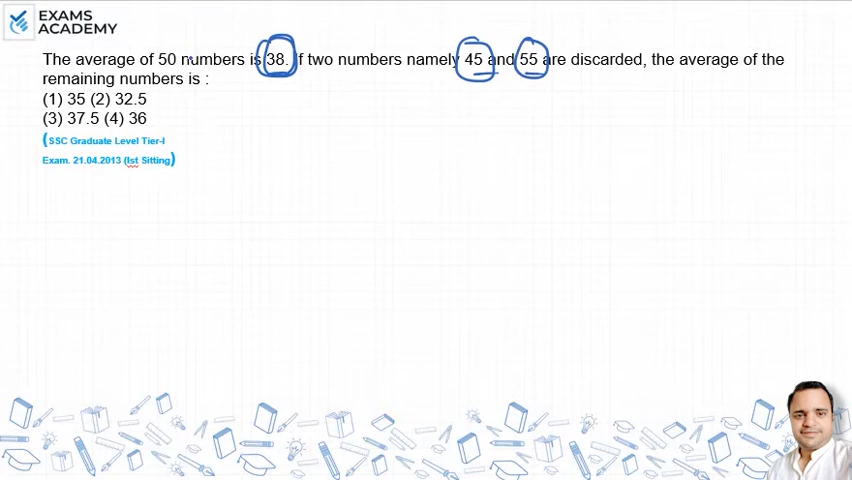 EXAMS
ACADEMY
The average of 50 numbers is 38. If two numbers namely 45 and 55 are discarded, the average of the
remaining numbers is :
(1) 35 (2) 32.5
(3) 37.5 (4) 36
(SSC Graduate Level Tier-I
Exam. 21.04.2013 (Ist Sitting)